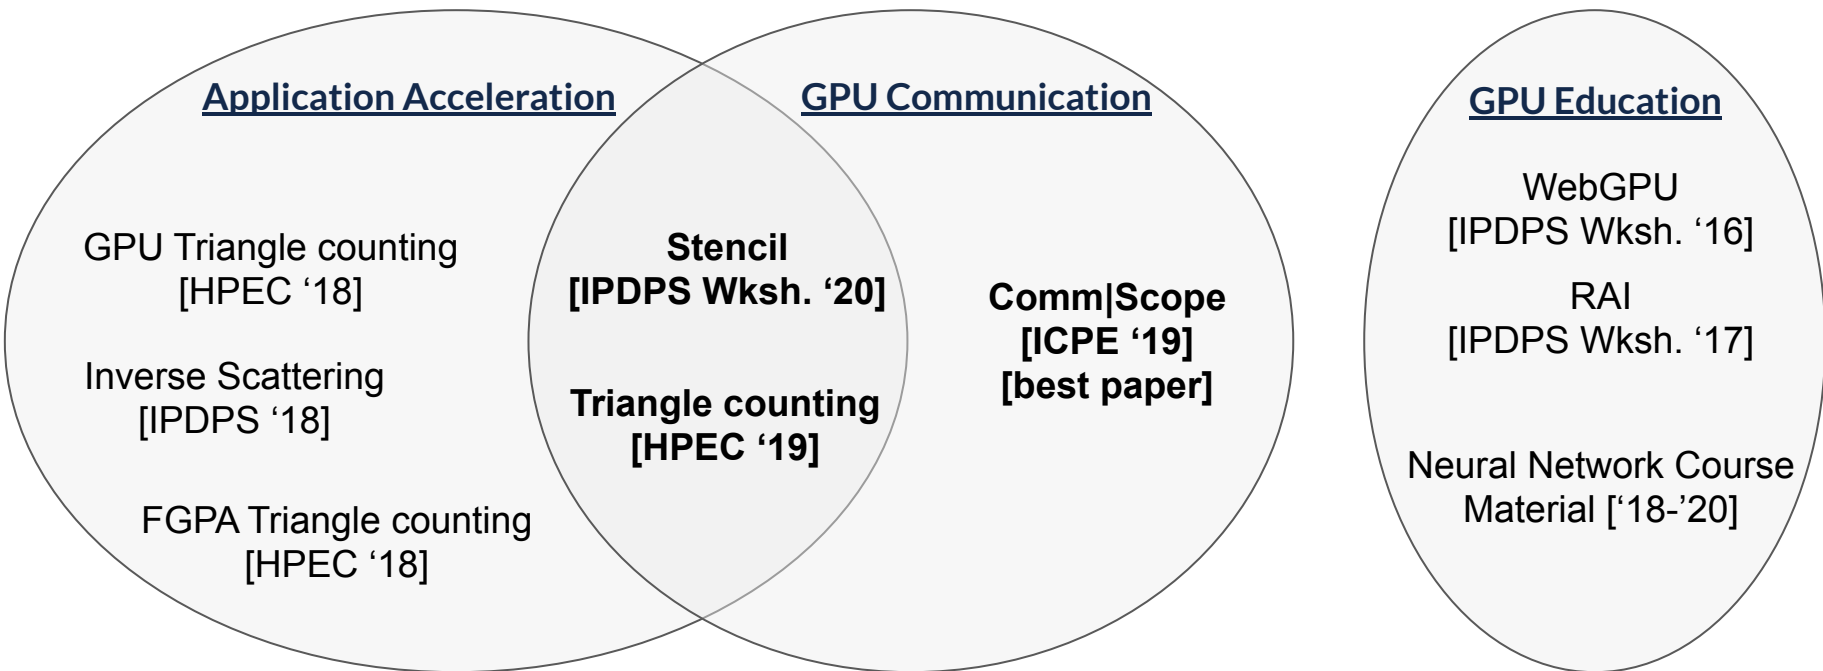 Application Acceleration
GPU Triangle counting
[HPEC ‘18]
Inverse Scattering
[IPDPS ‘18]
FGPA Triangle counting
[HPEC ‘18]
Stencil
[IPDPS Wksh. ‘20]
Triangle counting
[HPEC ‘19]
GPU Communication
Comm|Scope
[ICPE ‘19]
[best paper]
GPU Education
WebGPU
[IPDPS Wksh. ‘16]
RAI
[IPDPS Wksh. ‘17]
Neural Network Course
Material [‘18-’20]